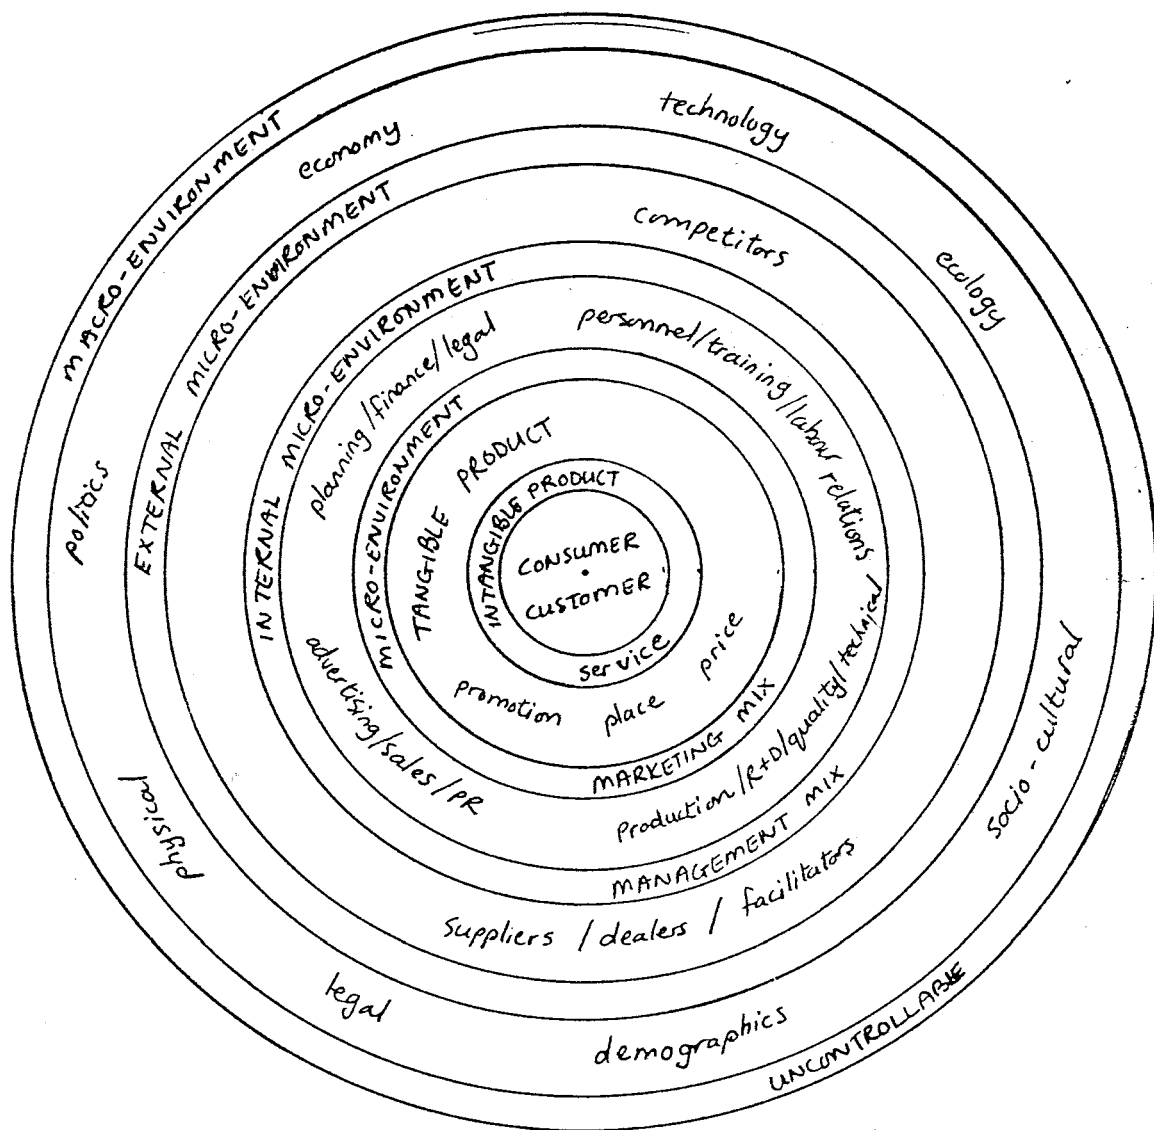 MACRO-ENVIRONMENT
economy
technology
ecology
politics
physical
legal
demographics
socio-cultural
UNCONTROLLABLE
EXTERNAL MICRO-ENVIRONMENT
competitors
suppliers / dealers / facilitators
INTERNAL MICRO-ENVIRONMENT
planning/finance/legal
personnel/training/labour relations
advertising/sales/PR
Production/R+D/quality/technical
MANAGEMENT MIX
MICRO-ENVIRONMENT
TANGIBLE PRODUCT
promotion
place
price
MARKETING MIX
INTANGIBLE PRODUCT
service
CONSUMER
CUSTOMER